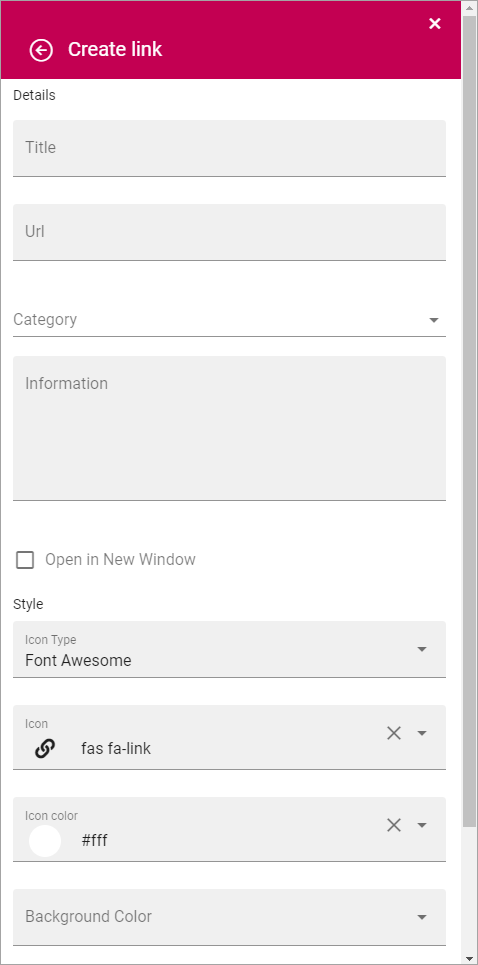 Create link
Details
Title
Url
Category
Information
Open in New Window
Style
Icon Type
Font Awesome
Icon
fas fa-link
Icon color
#fff
Background Color